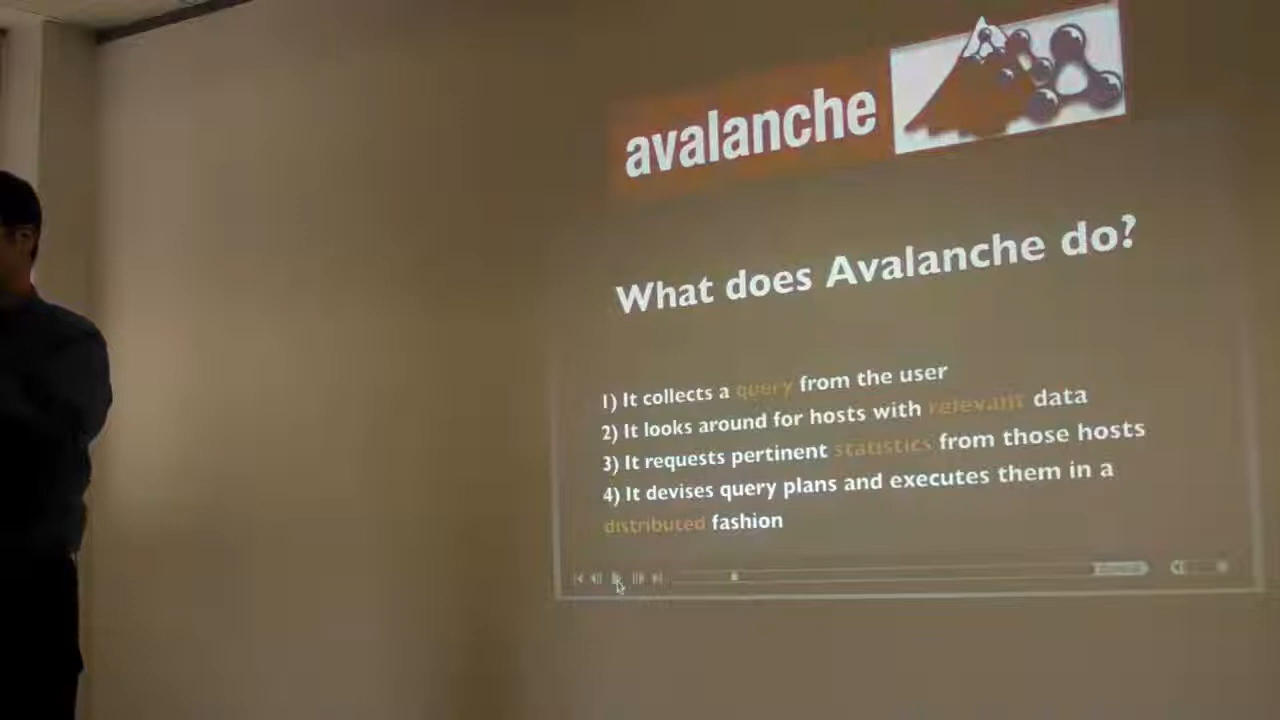 avalanche
What does Avalanche do?
1) It collects a query from the user
2) It looks around for hosts with relevant data
3) It requests pertinent statistics from those hosts
4) It devises query plans and executes them in a
distributed fashion